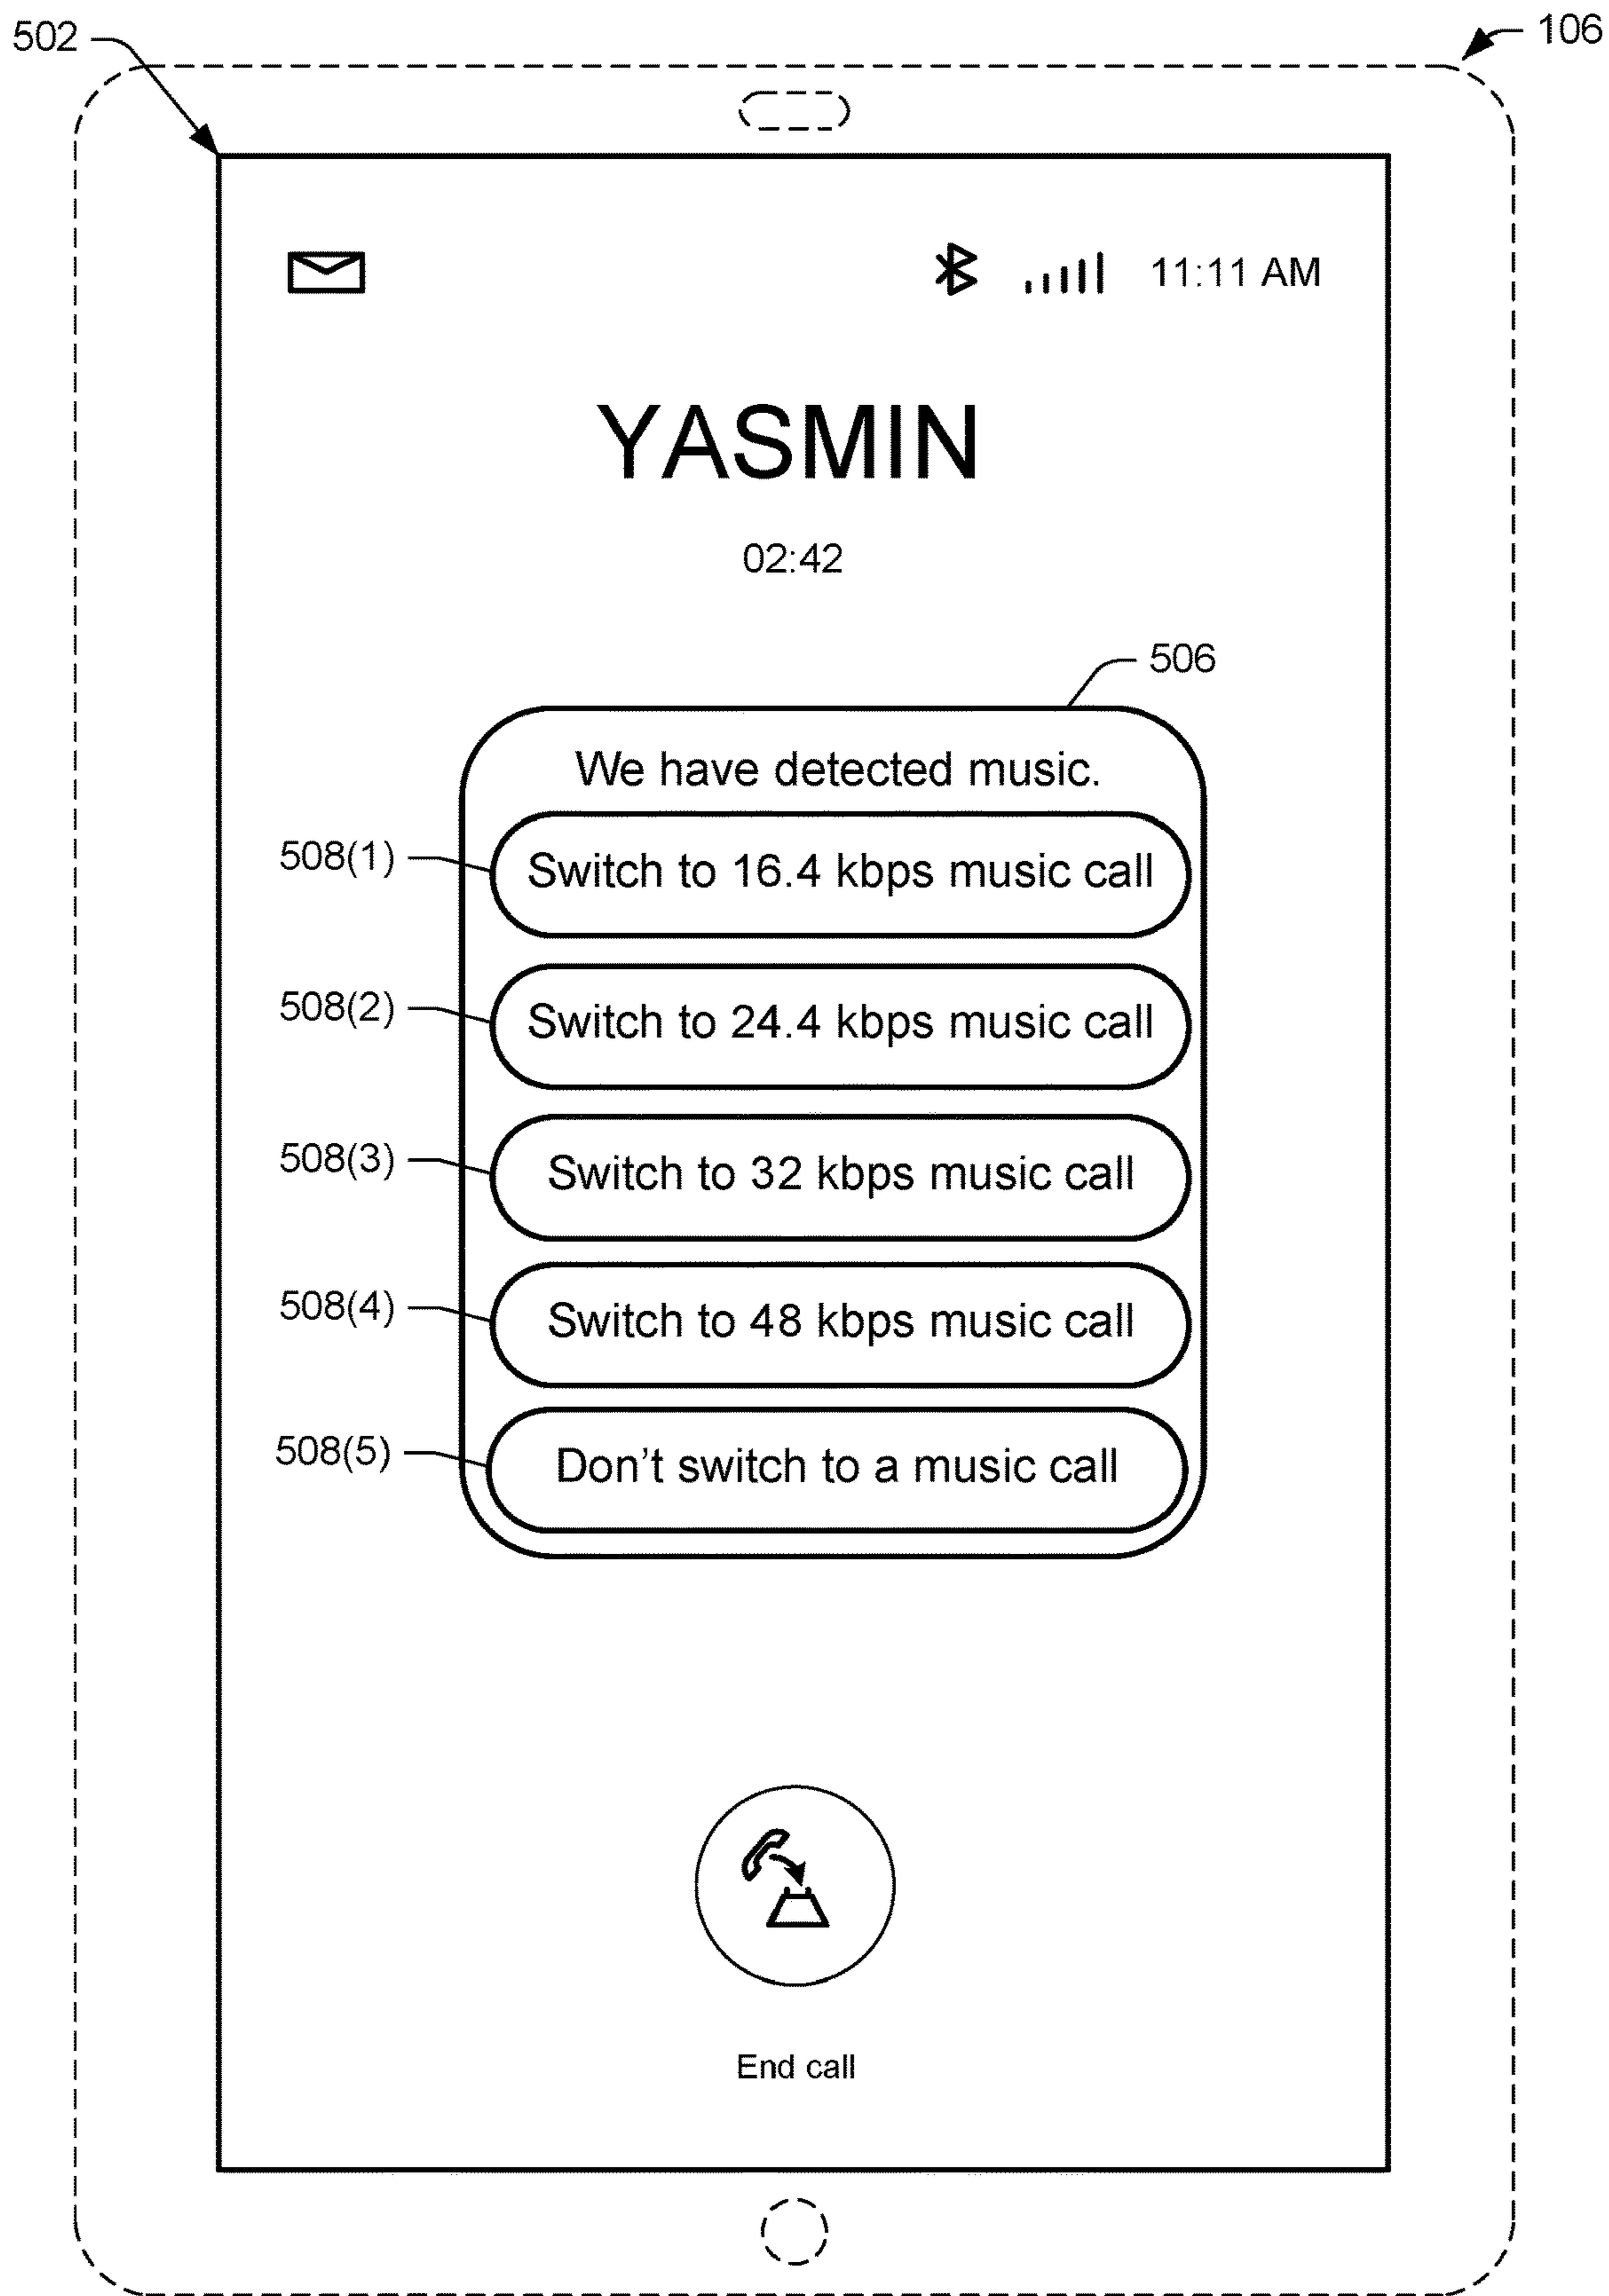 502
106
11:11 AM
YASMIN
02:42
506
We have detected music.
508(1)
Switch to 16.4 kbps music call
508(2)
Switch to 24.4 kbps music call
508(3)
Switch to 32 kbps music call
508(4)
Switch to 48 kbps music call
508(5)
Don't switch to a music call
End call